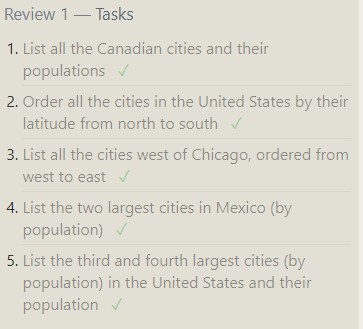 Review 1 — Tasks
1. List all the Canadian cities and their
populations ✓
2. Order all the cities in the United States by their
latitude from north to south ✓
3. List all the cities west of Chicago, ordered from
west to east ✓
4. List the two largest cities in Mexico (by
population) ✓
5. List the third and fourth largest cities (by
population) in the United States and their
population ✓